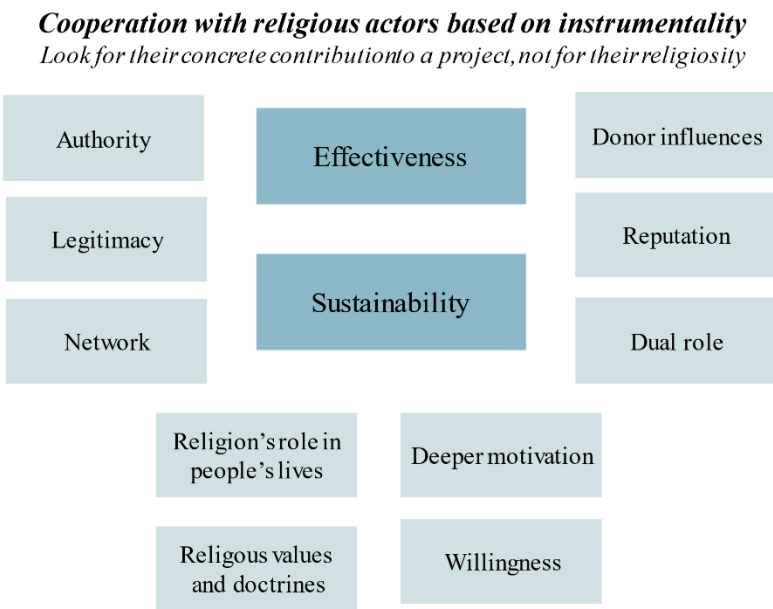 Cooperation with religious actors based on instrumentality
Look for their concrete contributionto a project, not for their religiosity
Authority
Effectiveness
Donor influences
Legitimacy
Reputation
Sustainability
Network
Dual role
Religion's role in
people's lives
Deeper motivation
Religous values
and doctrines
Willingness